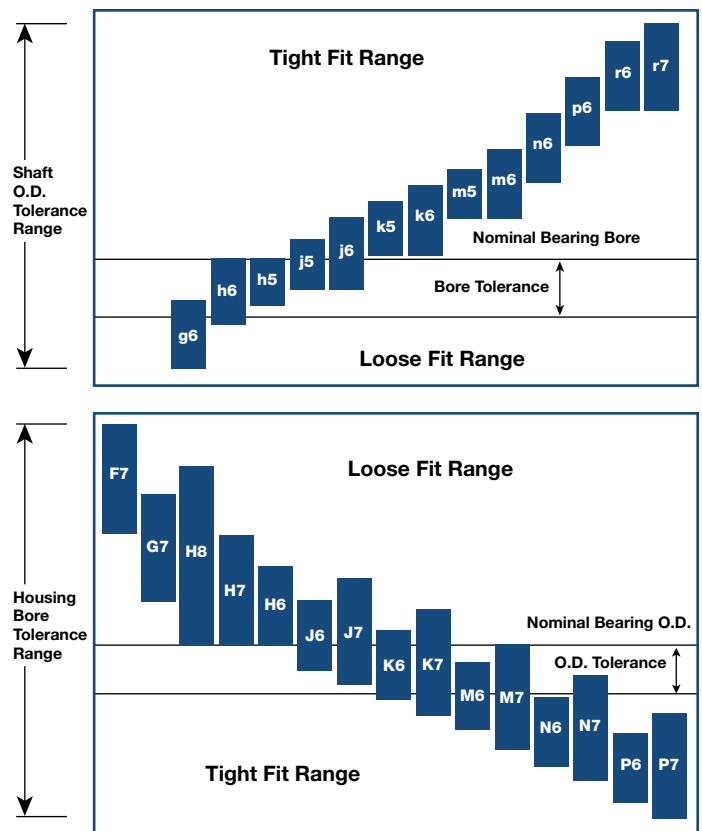 Tight Fit Range
Shaft
O.D.
Tolerance
Range
g6
h6
h5
j5
j6
k5
k6
m5
m6
n6
p6
r6
r7
Nominal Bearing Bore
Bore Tolerance
Loose Fit Range
Loose Fit Range
Housing
Bore
Tolerance
Range
F7
G7
H8
H7
H6
J6
J7
K6
K7
M6
M7
N6
N7
P6
P7
Nominal Bearing O.D.
O.D. Tolerance
Tight Fit Range